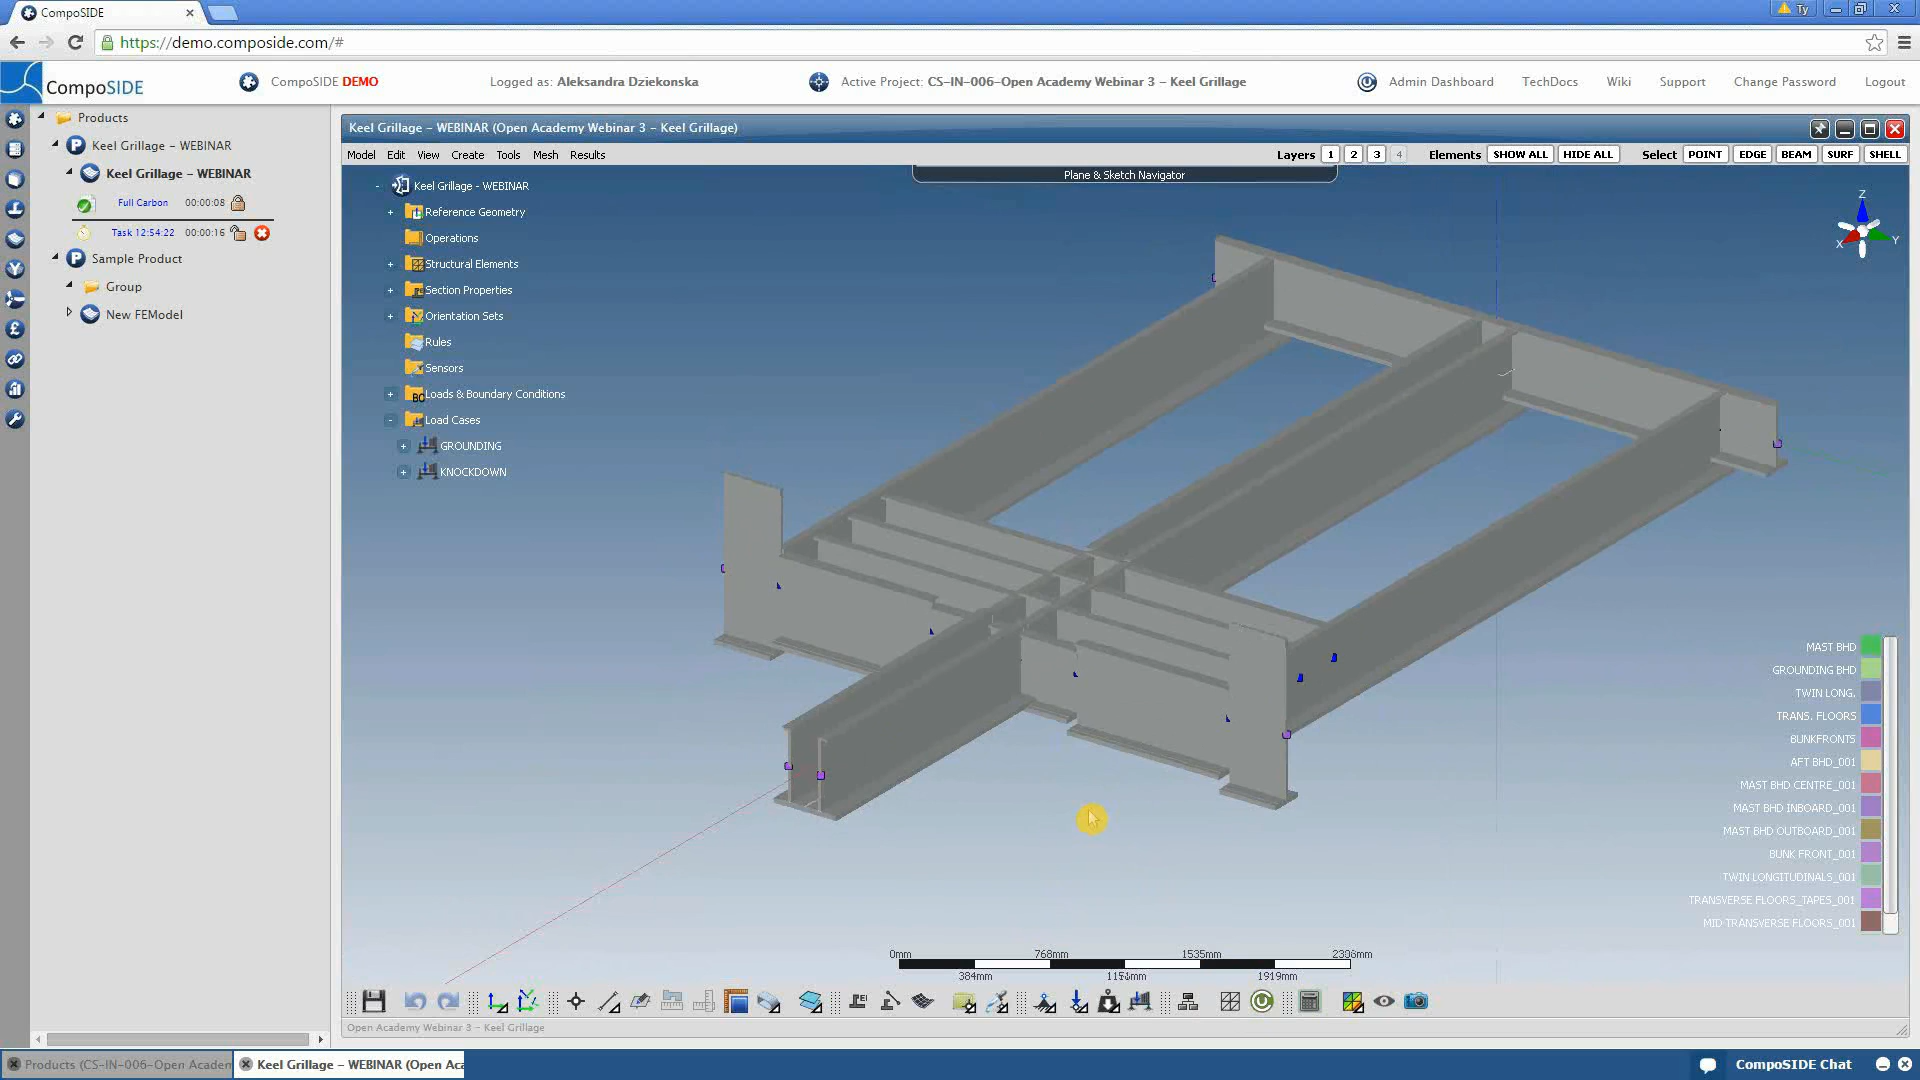 CompoSIDE
Ty
https://demo.composide.com/#
CompoSIDE
CompoSIDE DEMO
Logged as: Aleksandra Dziekonska
Active Project: CS-IN-006-Open Academy Webinar 3 – Keel Grillage
Admin Dashboard
TechDocs
Wiki
Support
Change Password
Logout
Products
Keel Grillage – WEBINAR
Keel Grillage – WEBINAR
Full Carbon 00:00:08
Task 12:54:22 00:00:16
Sample Product
Group
New FEModel
Keel Grillage – WEBINAR (Open Academy Webinar 3 – Keel Grillage)
Model Edit View Create Tools Mesh Results
Layers 1 2 3 4 Elements SHOW ALL HIDE ALL Select POINT EDGE BEAM SURF SHELL
Plane & Sketch Navigator
Keel Grillage - WEBINAR
Reference Geometry
Operations
Structural Elements
Section Properties
Orientation Sets
Rules
Sensors
Loads & Boundary Conditions
Load Cases
GROUNDING
KNOCKDOWN
Z
X
Y
MAST BHD
GROUNDING BHD
TWIN LONG.
TRANS. FLOORS
BUNKFRONTS
AFT BHD_001
MAST BHD CENTRE_001
MAST BHD INBOARD_001
MAST BHD OUTBOARD_001
BUNK FRONT_001
TWIN LONGITUDINALS_001
TRANSVERSE FLOORS_TAPES_001
MID TRANSVERSE FLOORS_001
0mm 768mm 1535mm
384mm 1919mm
Open Academy Webinar 3 – Keel Grillage
Products (CS-IN-006-Open Academ
Keel Grillage – WEBINAR (Open Aca
CompoSIDE Chat